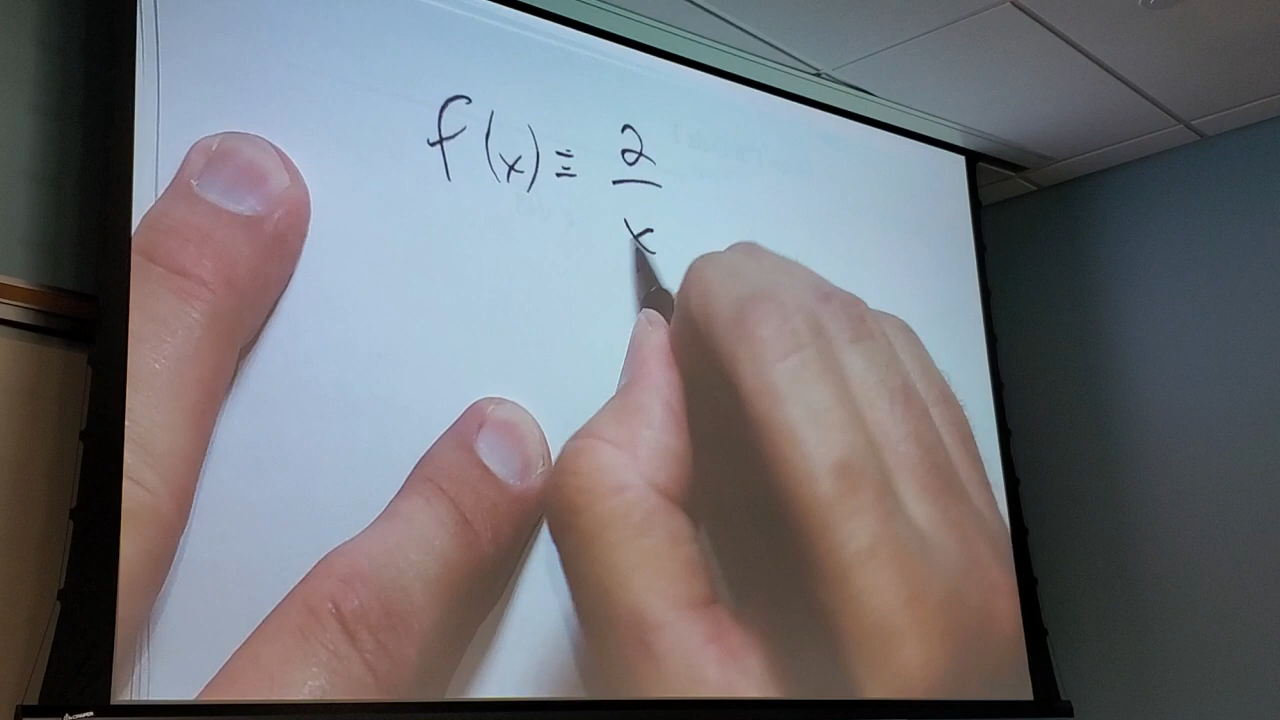 f(x) = 2/x